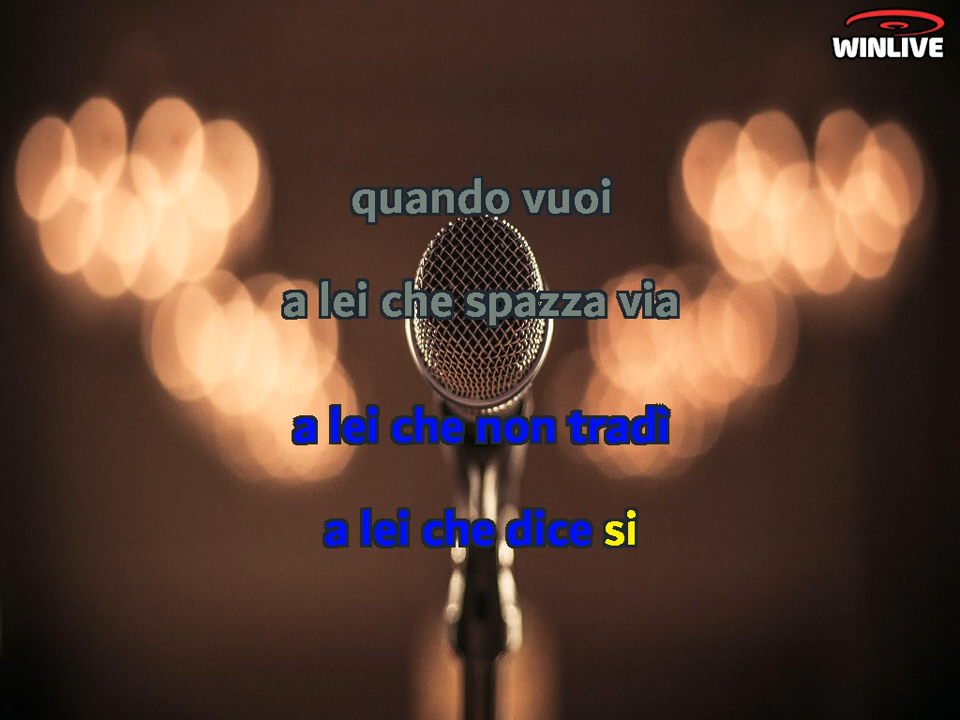 WINLIVE
quando vuoi
a lei che spazza via
a lei che non tradì
a lei che dice si